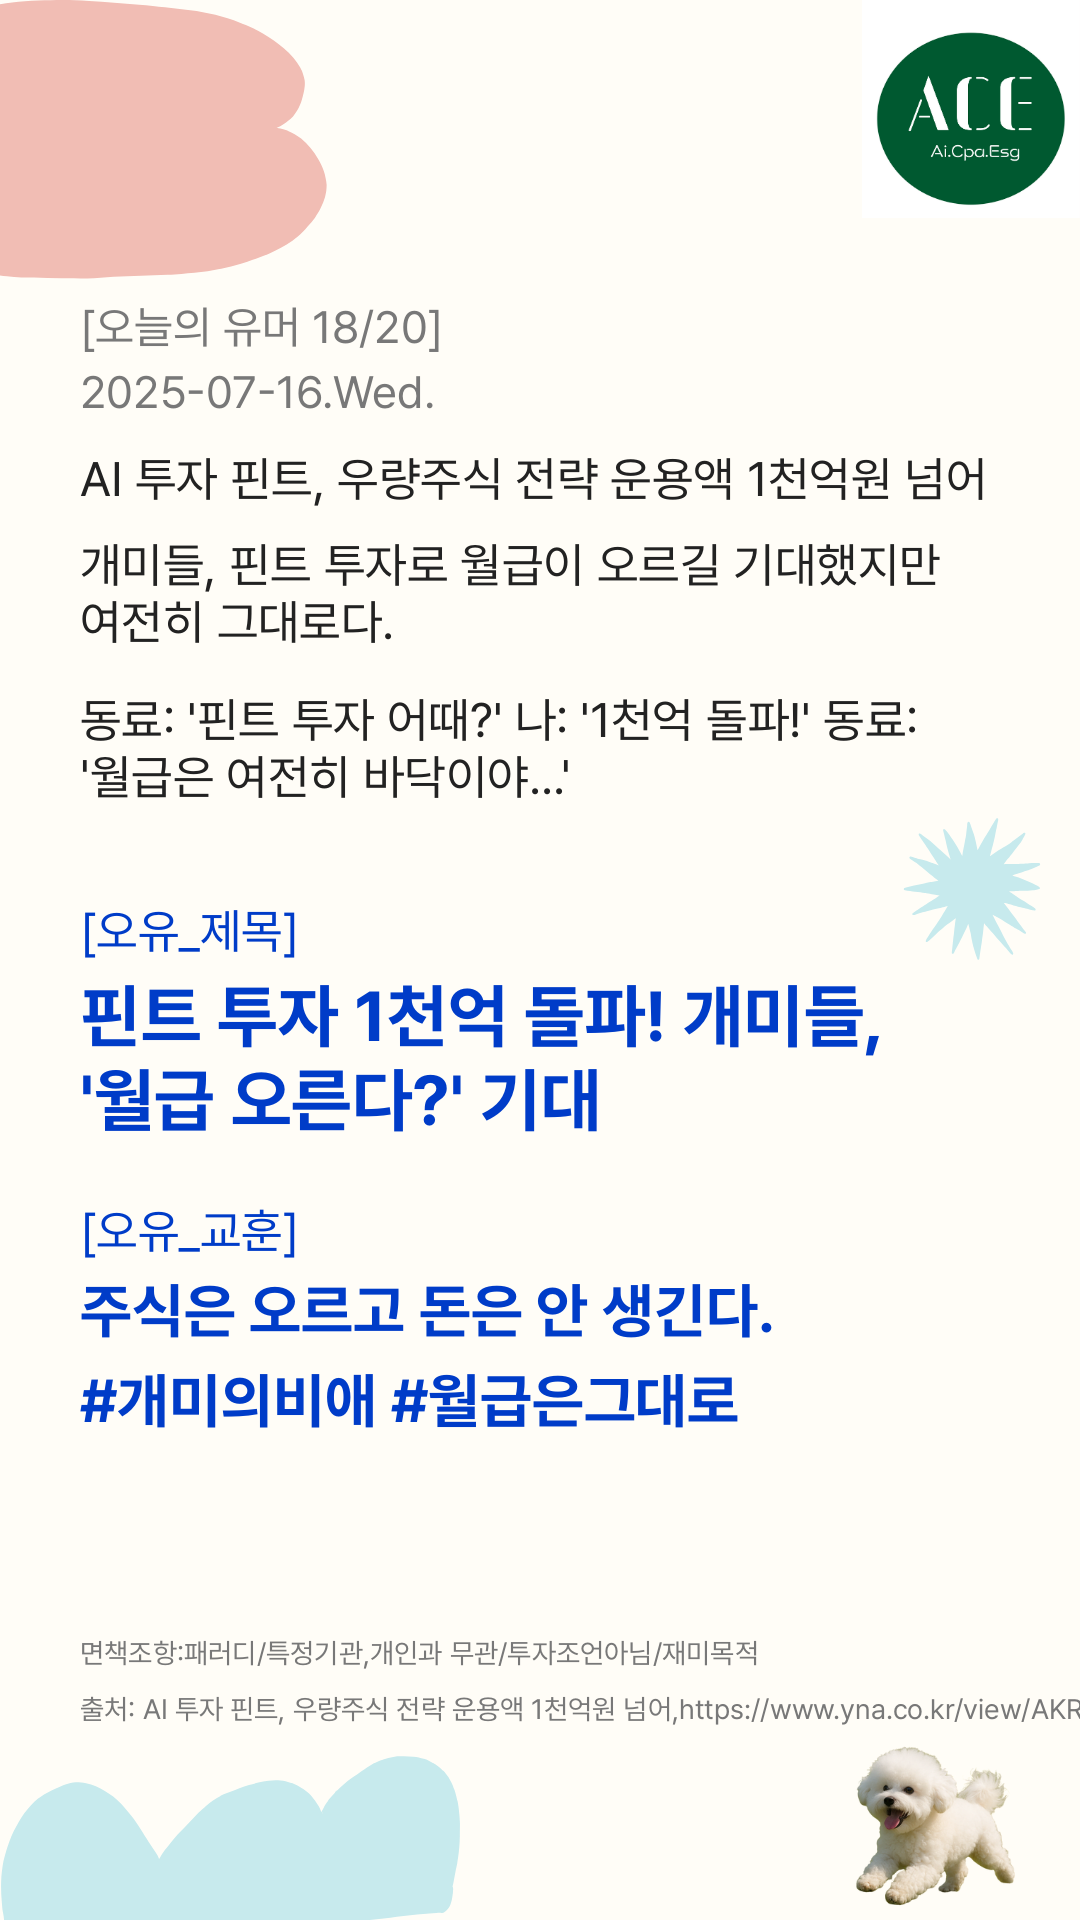 ACE
Ai.Cpa.Esg
[오늘의 유머 18/20]
2025-07-16.Wed.
AI 투자 핀트, 우량주식 전략 운용액 1천억원 넘어
개미들, 핀트 투자로 월급이 오르길 기대했지만
여전히 그대로다.
동료: '핀트 투자 어때?' 나: '1천억 돌파!' 동료:
'월급은 여전히 바닥이야...'
[오유_제목]
핀트 투자 1천억 돌파! 개미들,
'월급 오른다?' 기대
[오유_교훈]
주식은 오르고 돈은 안 생긴다.
#개미의비애 #월급은그대로
면책조항:패러디/특정기관,개인과 무관/투자조언아님/재미목적
출처: AI 투자 핀트, 우량주식 전략 운용액 1천억원 넘어,https://www.yna.co.kr/view/AKR